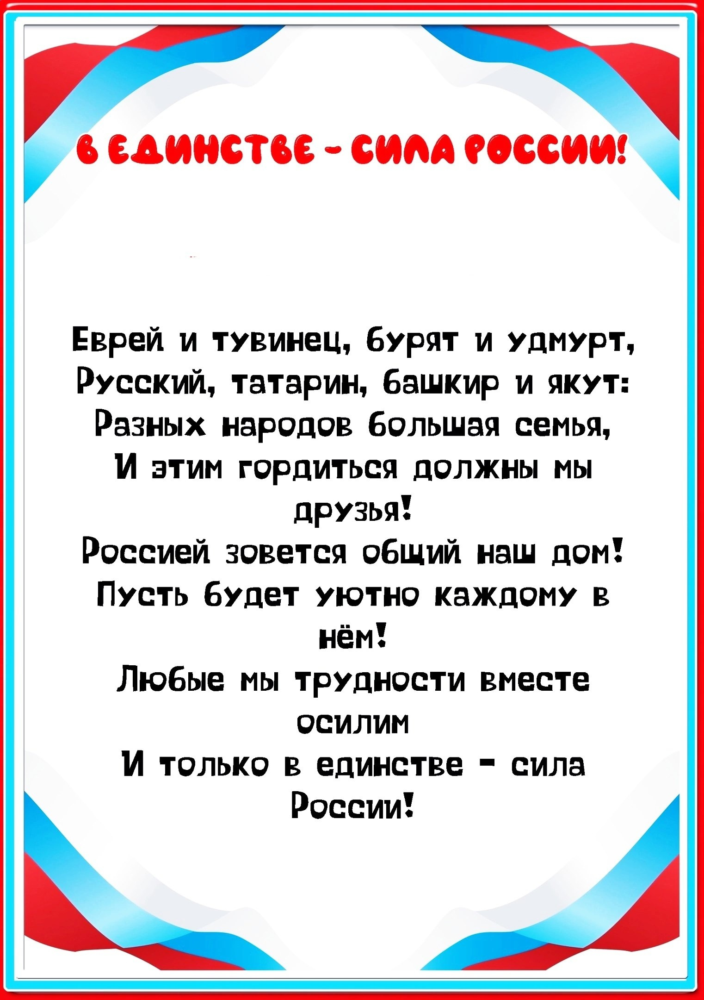 В ЕДИНСТВЕ - СИЛА РОССИИ!
Еврей и тувинец, бурят и удмурт,
Русский, татарин, башкир и якут:
Разных народов большая семья,
И этим гордиться должны мы
друзья!
Россией зовется общий наш дом!
Пусть будет уютно каждому в
нём!
Любые мы трудности вместе
осилим
И только в единстве - сила
России!